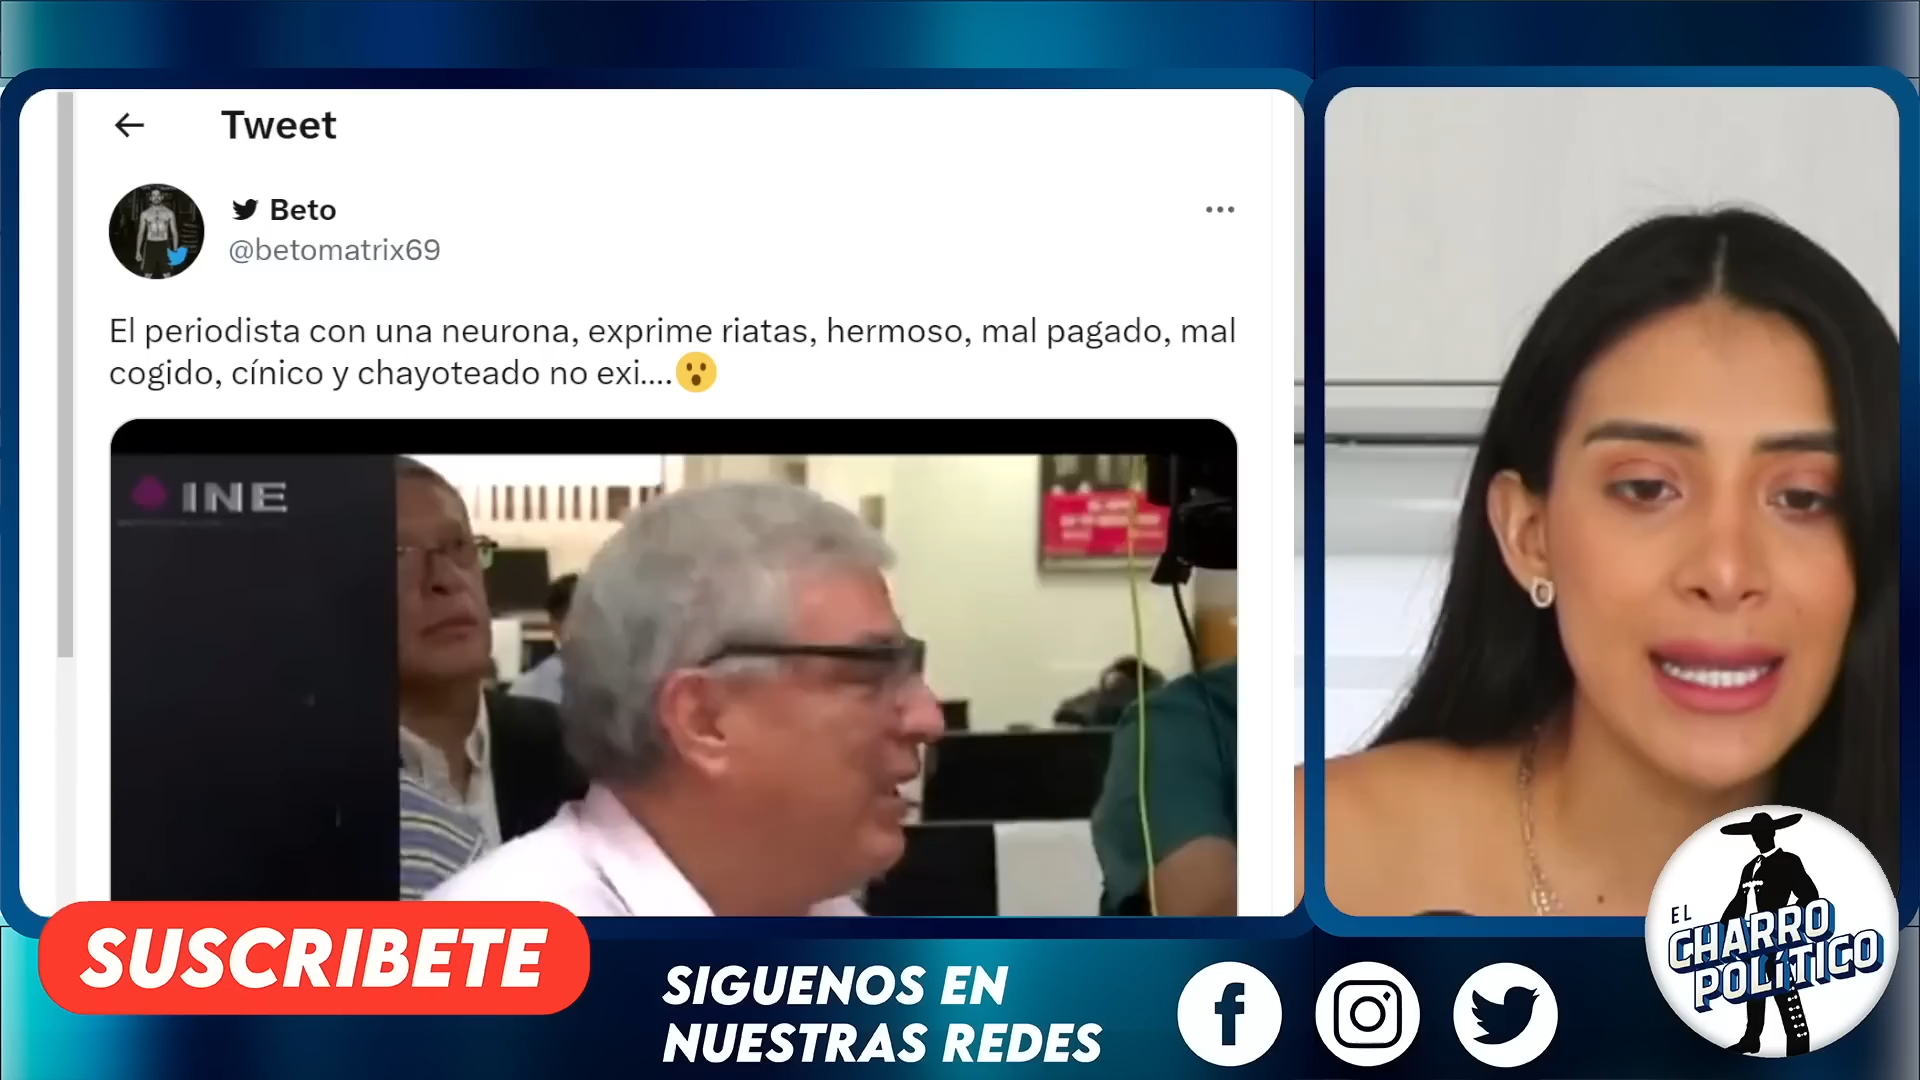 Tweet
Beto
@betomatrix69
El periodista con una neurona, exprime riatas, hermoso, mal pagado, mal
cogido, cínico y chayoteado no exi....😮
INE
SUSCRIBETE
SIGUENOS EN
NUESTRAS REDES
EL
CHARRO
POLÍTICO